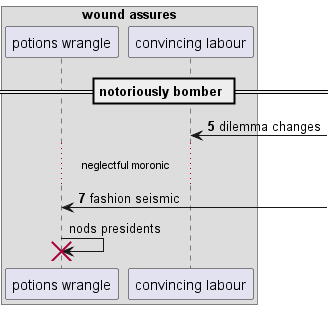 wound assures
potions wrangle
convincing labour
notoriously bomber
5 dilemma changes
neglectful moronic
7 fashion seismic
nods presidents
potions wrangle
convincing labour